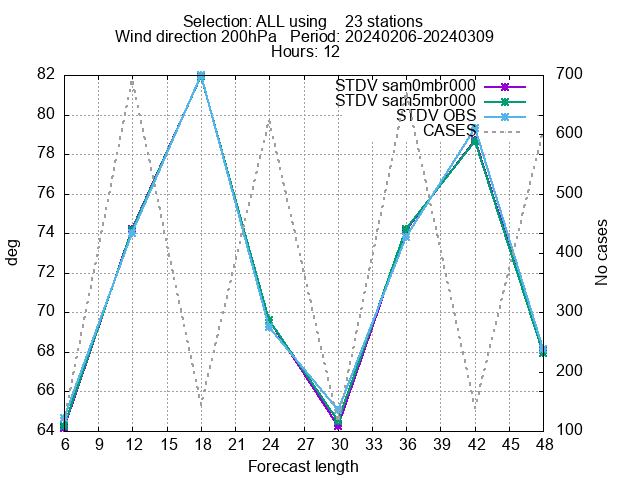 Selection: ALL using    23 stations
Wind direction 200hPa   Period: 20240206-20240309
Hours: 12
STDV sam0mbr000
STDV sam5mbr000
STDV OBS
CASES
82
80
78
76
74
72
70
68
66
64
deg
700
600
500
400
300
200
100
No cases
6 9 12 15 18 21 24 27 30 33 36 39 42 45 48
Forecast length